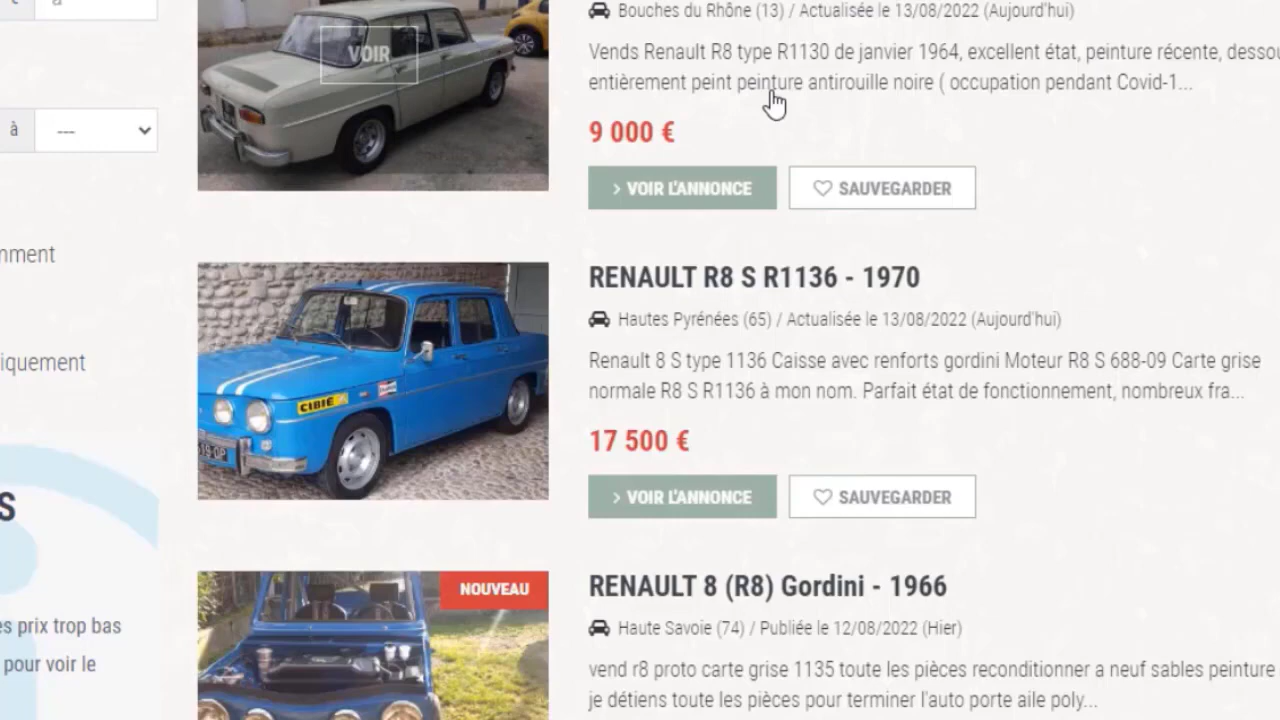 à
Bouches du Rhône (13) / Actualisée le 13/08/2022 (Aujourd'hui)
VOIR
Vends Renault R8 type R1130 de janvier 1964, excellent état, peinture récente, dessou
entièrement peint peinture antirouille noire ( occupation pendant Covid-1...
9 000 €
à
---
> VOIR L'ANNONCE
SAUVEGARDER
mment
RENAULT R8 S R1136 - 1970
Hautes Pyrénées (65) / Actualisée le 13/08/2022 (Aujourd'hui)
iquement
Renault 8 S type 1136 Caisse avec renforts gordini Moteur R8 S 688-09 Carte grise
normale R8 S R1136 à mon nom. Parfait état de fonctionnement, nombreux fra...
CIBIE
17 500 €
> VOIR L'ANNONCE
SAUVEGARDER
S
NOUVEAU
RENAULT 8 (R8) Gordini - 1966
Haute Savoie (74) / Publiée le 12/08/2022 (Hier)
es prix trop bas
pour voir le
vend r8 proto carte grise 1135 toute les pièces reconditionner a neuf sables peinture
je détiens toute les pièces pour terminer l'auto porte aile poly...